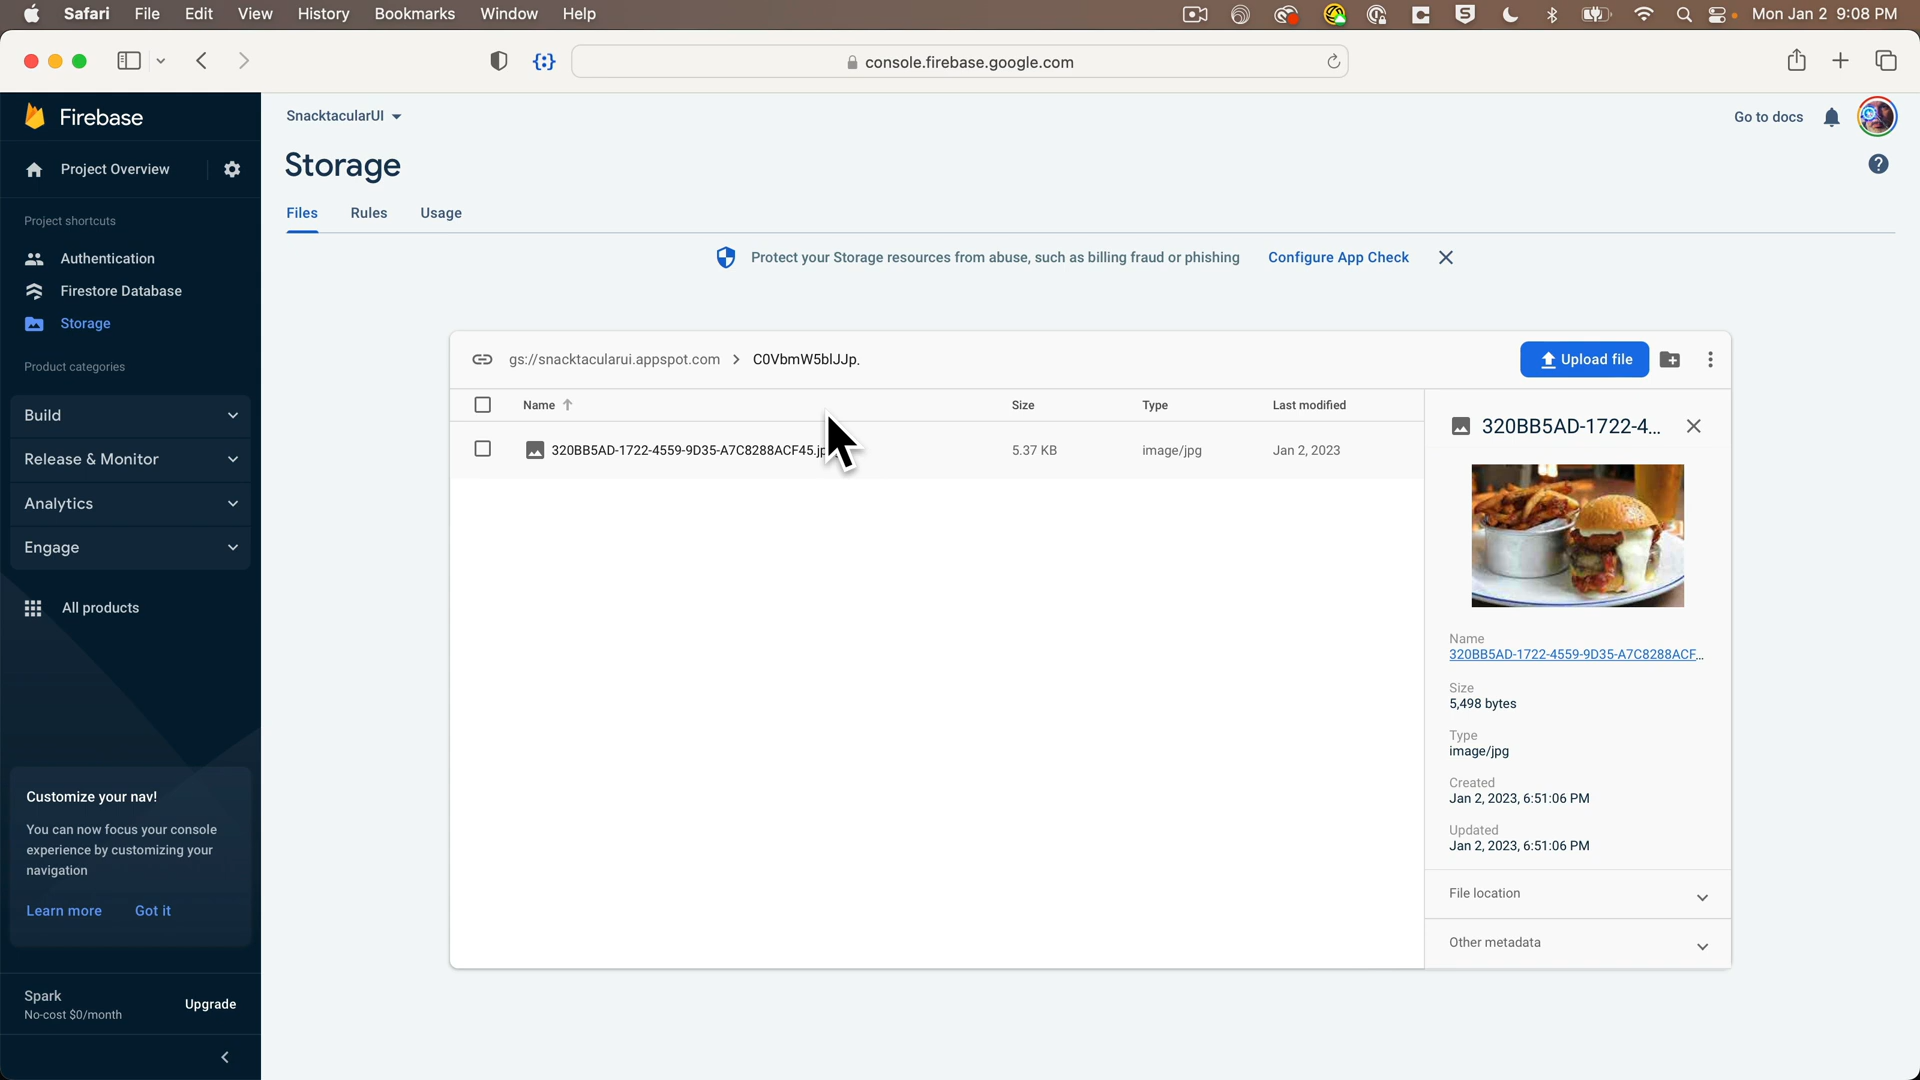 Safari File Edit View History Bookmarks Window Help
Mon Jan 2 9:08 PM
console.firebase.google.com
Firebase
Project Overview
Project shortcuts
Authentication
Firestore Database
Storage
Product categories
Build
Release & Monitor
Analytics
Engage
All products
Customize your nav!
You can now focus your console
experience by customizing your
navigation
Learn more Got it
Spark
No-cost $0/month
Upgrade
SnacktacularUI
Go to docs
Storage
Files Rules Usage
Protect your Storage resources from abuse, such as billing fraud or phishing Configure App Check
gs://snacktacularui.appspot.com > C0VbmW5blJJp.
Upload file
Name Size Type Last modified
320BB5AD-1722-4559-9D35-A7C8288ACF45.jp 5.37 KB image/jpg Jan 2, 2023
320BB5AD-1722-4...
Name
320BB5AD-1722-4559-9D35-A7C8288ACF...
Size
5,498 bytes
Type
image/jpg
Created
Jan 2, 2023, 6:51:06 PM
Updated
Jan 2, 2023, 6:51:06 PM
File location
Other metadata